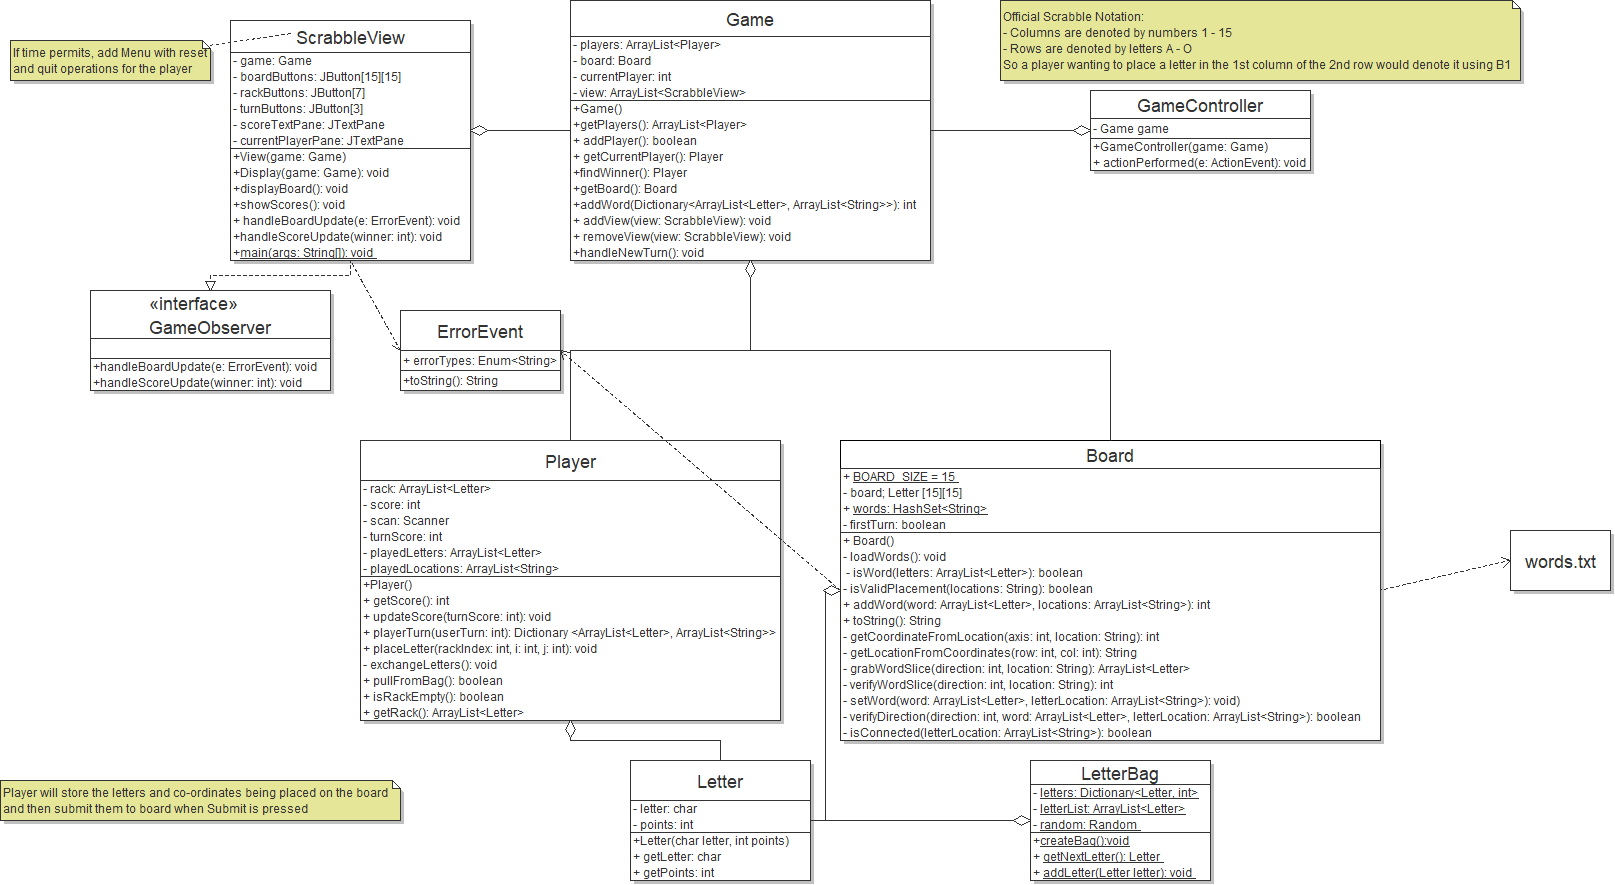 If time permits, add Menu with reset
and quit operations for the player
ScrabbleView
- game: Game
- boardButtons: JButton[15][15]
- rackButtons: JButton[7]
- turnButtons: JButton[3]
- scoreTextPane: JTextPane
- currentPlayerPane: JTextPane
+View(game: Game)
+Display(game: Game): void
+displayBoard(): void
+showScores(): void
+ handleBoardUpdate(e: ErrorEvent): void
+handleScoreUpdate(winner: int): void
+main(args: String[]): void
Game
- players: ArrayList<Player>
- board: Board
- currentPlayer: int
- view: ArrayList<ScrabbleView>
+Game()
+getPlayers(): ArrayList<Player>
+ addPlayer(): boolean
+ getCurrentPlayer(): Player
+findWinner(): Player
+getBoard(): Board
+addWord(Dictionary<ArrayList<Letter>, ArrayList<String>>): int
+ addView(view: ScrabbleView): void
+ removeView(view: ScrabbleView): void
+handleNewTurn(): void
Official Scrabble Notation:
- Columns are denoted by numbers 1 - 15
- Rows are denoted by letters A - O
So a player wanting to place a letter in the 1st column of the 2nd row would denote it using B1
GameController
- Game game
+GameController(game: Game)
+ actionPerformed(e: ActionEvent): void
«interface»
GameObserver
+handleBoardUpdate(e: ErrorEvent): void
+handleScoreUpdate(winner: int): void
ErrorEvent
+ errorTypes: Enum<String>
+toString(): String
Player
- rack: ArrayList<Letter>
- score: int
- scan: Scanner
- turnScore: int
- playedLetters: ArrayList<Letter>
- playedLocations: ArrayList<String>
+Player()
+ getScore(): int
+ updateScore(turnScore: int): void
+ playerTurn(userTurn: int): Dictionary <ArrayList<Letter>, ArrayList<String>>
+ placeLetter(rackIndex: int, i: int, j: int): void
- exchangeLetters(): void
+ pullFromBag(): boolean
+ isRackEmpty(): boolean
+ getRack(): ArrayList<Letter>
Board
+ BOARD_SIZE = 15
- board; Letter [15][15]
+ words: HashSet<String>
- firstTurn: boolean
+ Board()
- loadWords(): void
- isWord(letters: ArrayList<Letter>): boolean
- isValidPlacement(locations: String): boolean
+ addWord(word: ArrayList<Letter>, locations: ArrayList<String>): int
+ toString(): String
- getCoordinateFromLocation(axis: int, location: String): int
- getLocationFromCoordinates(row: int, col: int): String
- grabWordSlice(direction: int, location: String): ArrayList<Letter>
- verifyWordSlice(direction: int, location: String): int
- setWord(word: ArrayList<Letter>, letterLocation: ArrayList<String>): void)
- verifyDirection(direction: int, word: ArrayList<Letter>, letterLocation: ArrayList<String>): boolean
- isConnected(letterLocation: ArrayList<String>): boolean
words.txt
Player will store the letters and co-ordinates being placed on the board
and then submit them to board when Submit is pressed
Letter
- letter: char
- points: int
+Letter(char letter, int points)
+ getLetter: char
+ getPoints: int
LetterBag
- letters: Dictionary<Letter, int>
- letterList: ArrayList<Letter>
- random: Random
+createBag():void
+ getNextLetter(): Letter
+ addLetter(Letter letter): void